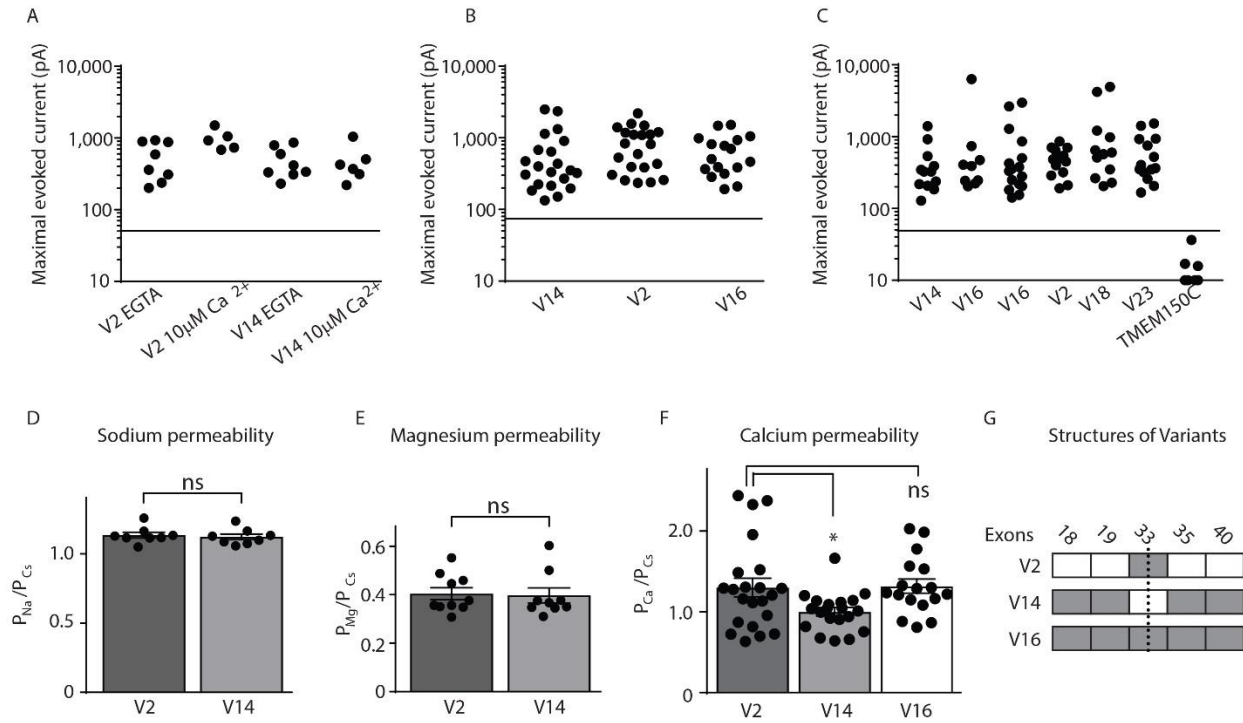 A
B
C
Maximal evoked current (pA)
10,000
1,000
100
10
V2 EGTA
V2 10μM Ca 2+
V14 EGTA
V14 10μM Ca2+
Maximal evoked current (pA)
10,000
1,000
100
10
V14
V2
V16
Maximal evoked current (pA)
10,000
1,000
100
10
V14
V16
V16
V2
V18
V23
TMEM150C
D
Sodium permeability
PNa/PCs
1.0
0
ns
V2
V14
E
Magnesium permeability
PMg/PCs
0.6
0.4
0.2
0
ns
V2
V14
F
Calcium permeability
PCa/PCs
2.0
1.0
0
ns
*
V2
V14
V16
G
Structures of Variants
Exons 18 19 33 35 40
V2
V14
V16